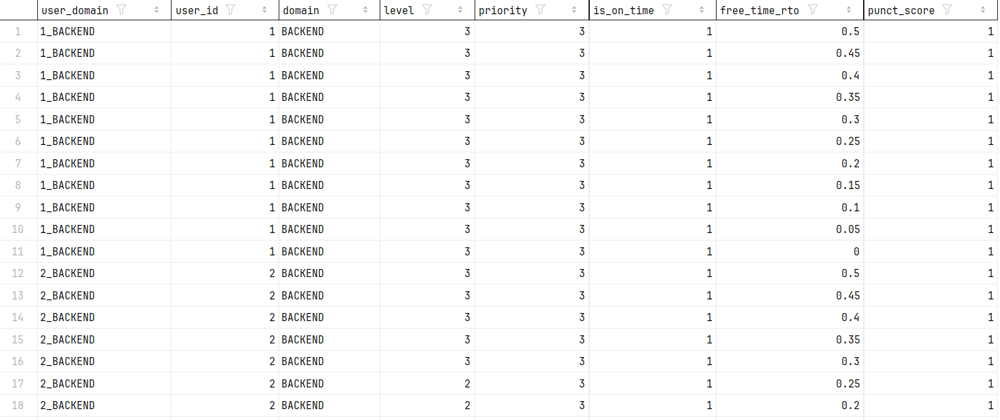 user_domain user_id domain level priority is_on_time free_time_rto punct_score
1 1_BACKEND 1 BACKEND 3 3 1 0.5 1
2 1_BACKEND 1 BACKEND 3 3 1 0.45 1
3 1_BACKEND 1 BACKEND 3 3 1 0.4 1
4 1_BACKEND 1 BACKEND 3 3 1 0.35 1
5 1_BACKEND 1 BACKEND 3 3 1 0.3 1
6 1_BACKEND 1 BACKEND 3 3 1 0.25 1
7 1_BACKEND 1 BACKEND 3 3 1 0.2 1
8 1_BACKEND 1 BACKEND 3 3 1 0.15 1
9 1_BACKEND 1 BACKEND 3 3 1 0.1 1
10 1_BACKEND 1 BACKEND 3 3 1 0.05 1
11 1_BACKEND 1 BACKEND 3 3 1 0 1
12 2_BACKEND 2 BACKEND 3 3 1 0.5 1
13 2_BACKEND 2 BACKEND 3 3 1 0.45 1
14 2_BACKEND 2 BACKEND 3 3 1 0.4 1
15 2_BACKEND 2 BACKEND 3 3 1 0.35 1
16 2_BACKEND 2 BACKEND 3 3 1 0.3 1
17 2_BACKEND 2 BACKEND 2 3 1 0.25 1
18 2_BACKEND 2 BACKEND 2 3 1 0.2 1